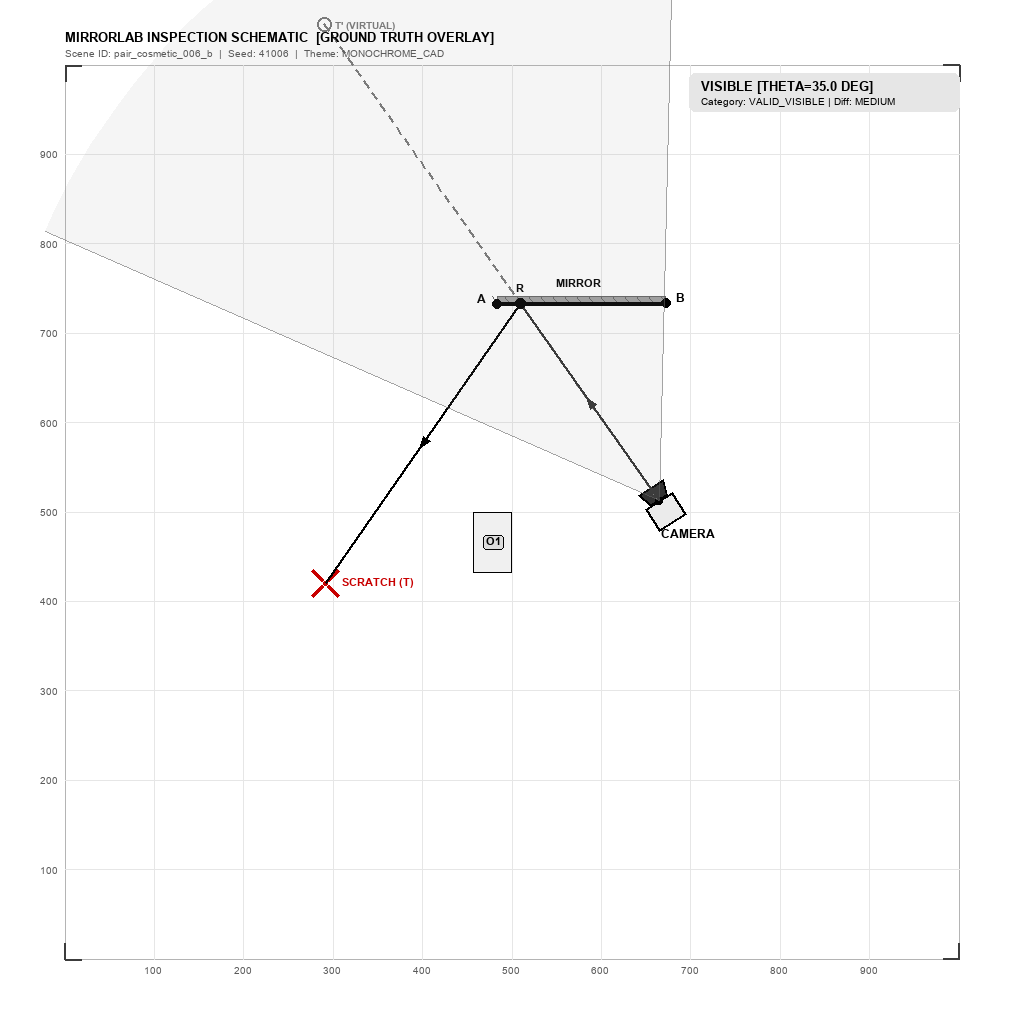 T' (VIRTUAL)
MIRRORLAB INSPECTION SCHEMATIC [GROUND TRUTH OVERLAY]
Scene ID: pair_cosmetic_006_b | Seed: 41006 | Theme: MONOCHROME_CAD
VISIBLE [THETA=35.0 DEG]
Category: VALID_VISIBLE | Diff: MEDIUM
900
800
MIRROR
R
A
B
700
600
500
CAMERA
O1
SCRATCH (T)
400
300
200
100
100 200 300 400 500 600 700 800 900